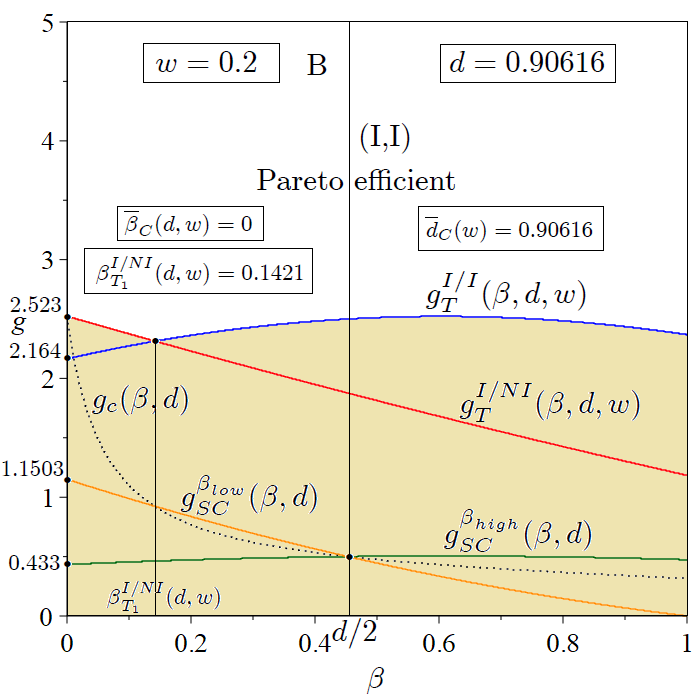 5
w = 0.2
B
d = 0.90616
4
(I,I)
Pareto efficient
β̅_C(d, w) = 0
d̅_C(w) = 0.90616
β_{T_1}^{I/NI}(d, w) = 0.1421
3
g_T^{I/I}(β, d, w)
2.523
g
2.164
2
g_c(β, d)
g_T^{I/NI}(β, d, w)
1.1503
1
g_{SC}^{β_{low}}(β, d)
g_{SC}^{β_{high}}(β, d)
0.433
β_{T_1}^{I/NI}(d, w)
0
0 0.2 0.4 d/2 0.6 0.8 1
β